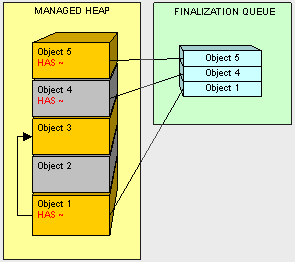 MANAGED HEAP
Object 5
HAS ~
Object 4
HAS ~
Object 3
Object 2
Object 1
HAS ~
FINALIZATION QUEUE
Object 5
Object 4
Object 1